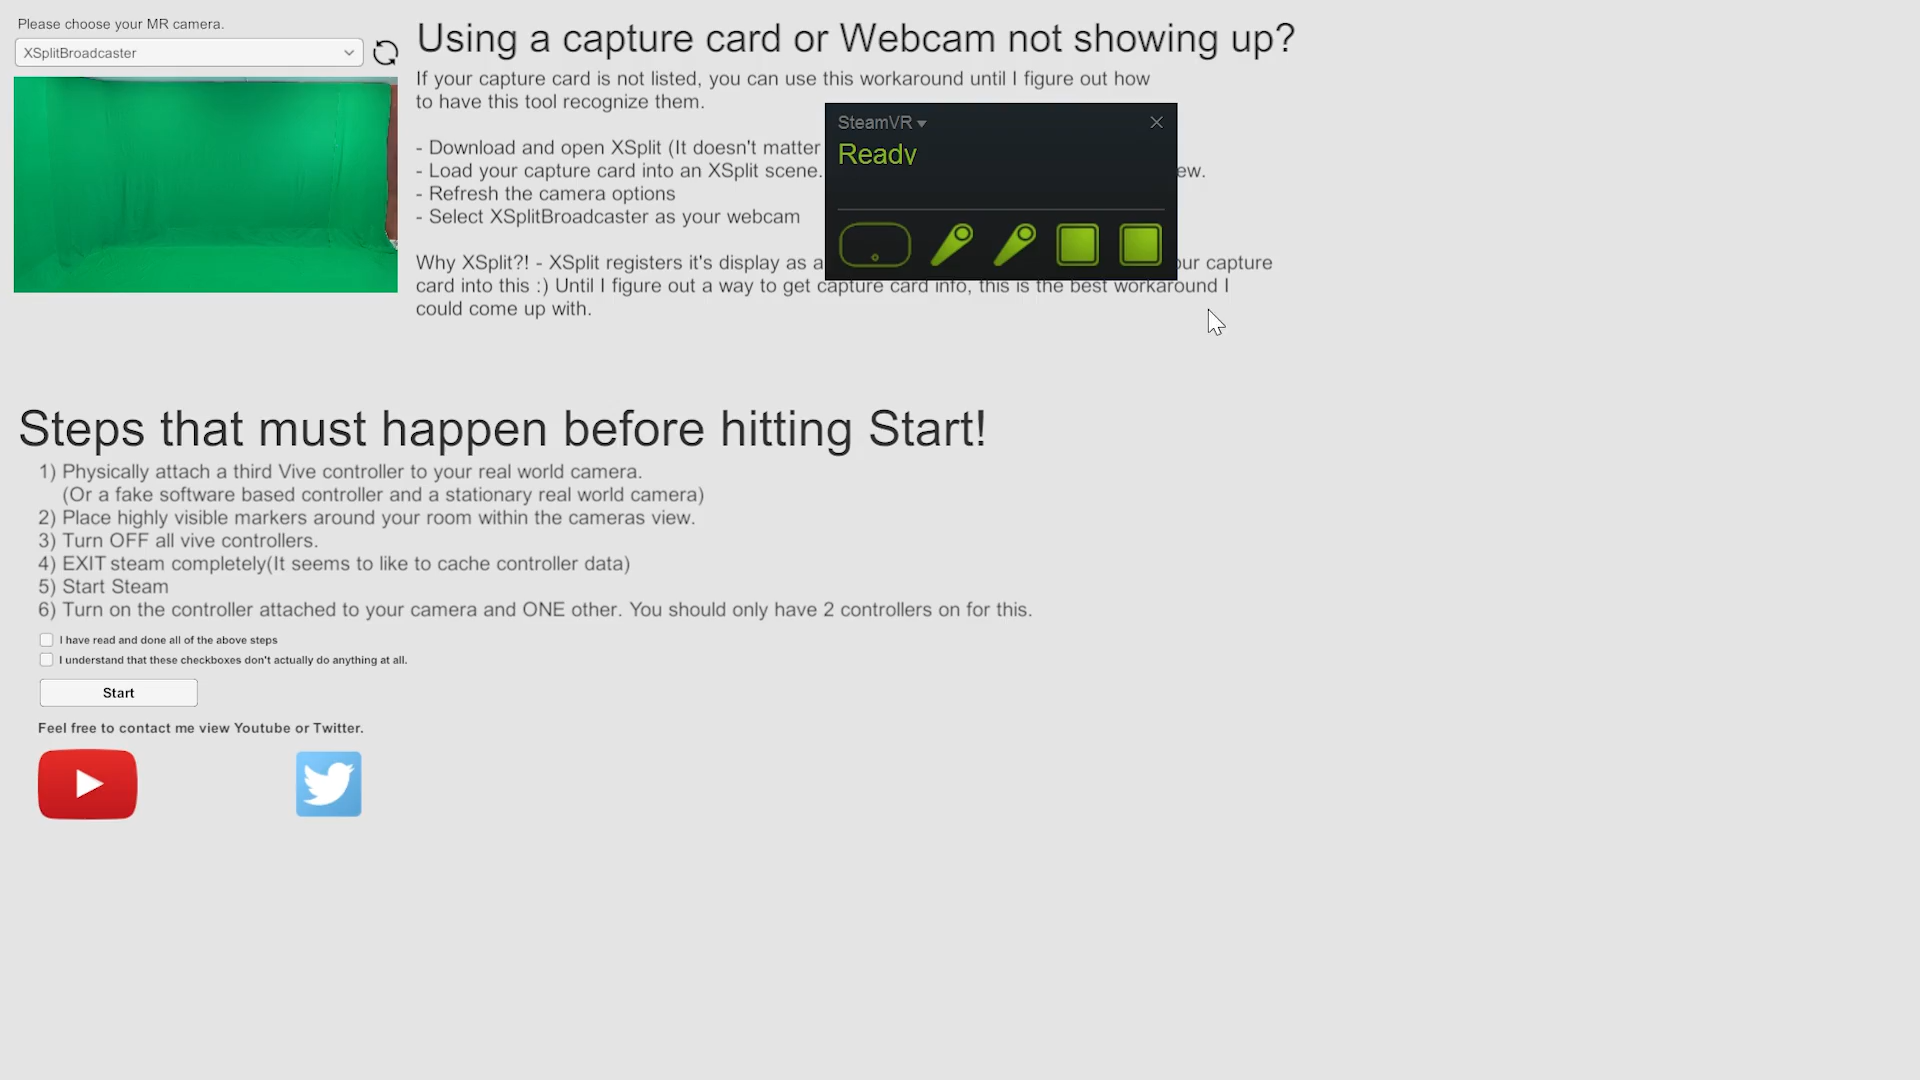 Please choose your MR camera.
XSplitBroadcaster
Using a capture card or Webcam not showing up?
If your capture card is not listed, you can use this workaround until I figure out how
to have this tool recognize them.
- Download and open XSplit (It doesn't matter
- Load your capture card into an XSplit scene.
- Refresh the camera options
- Select XSplitBroadcaster as your webcam
Why XSplit?! - XSplit registers it's display as a
capture
card into this :) Until I figure out a way to get capture card info, this is the best workaround I
could come up with.
SteamVR
Ready
Steps that must happen before hitting Start!
1) Physically attach a third Vive controller to your real world camera.
(Or a fake software based controller and a stationary real world camera)
2) Place highly visible markers around your room within the cameras view.
3) Turn OFF all vive controllers.
4) EXIT steam completely(It seems to like to cache controller data)
5) Start Steam
6) Turn on the controller attached to your camera and ONE other. You should only have 2 controllers on for this.
I have read and done all of the above steps
I understand that these checkboxes don't actually do anything at all.
Start
Feel free to contact me view Youtube or Twitter.